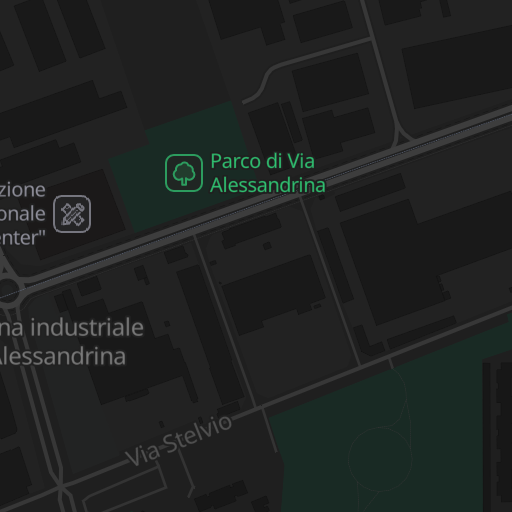 Parco di Via
Alessandrina
zione
onale
enter"
na industriale
Alessandrina
Via Stelvio